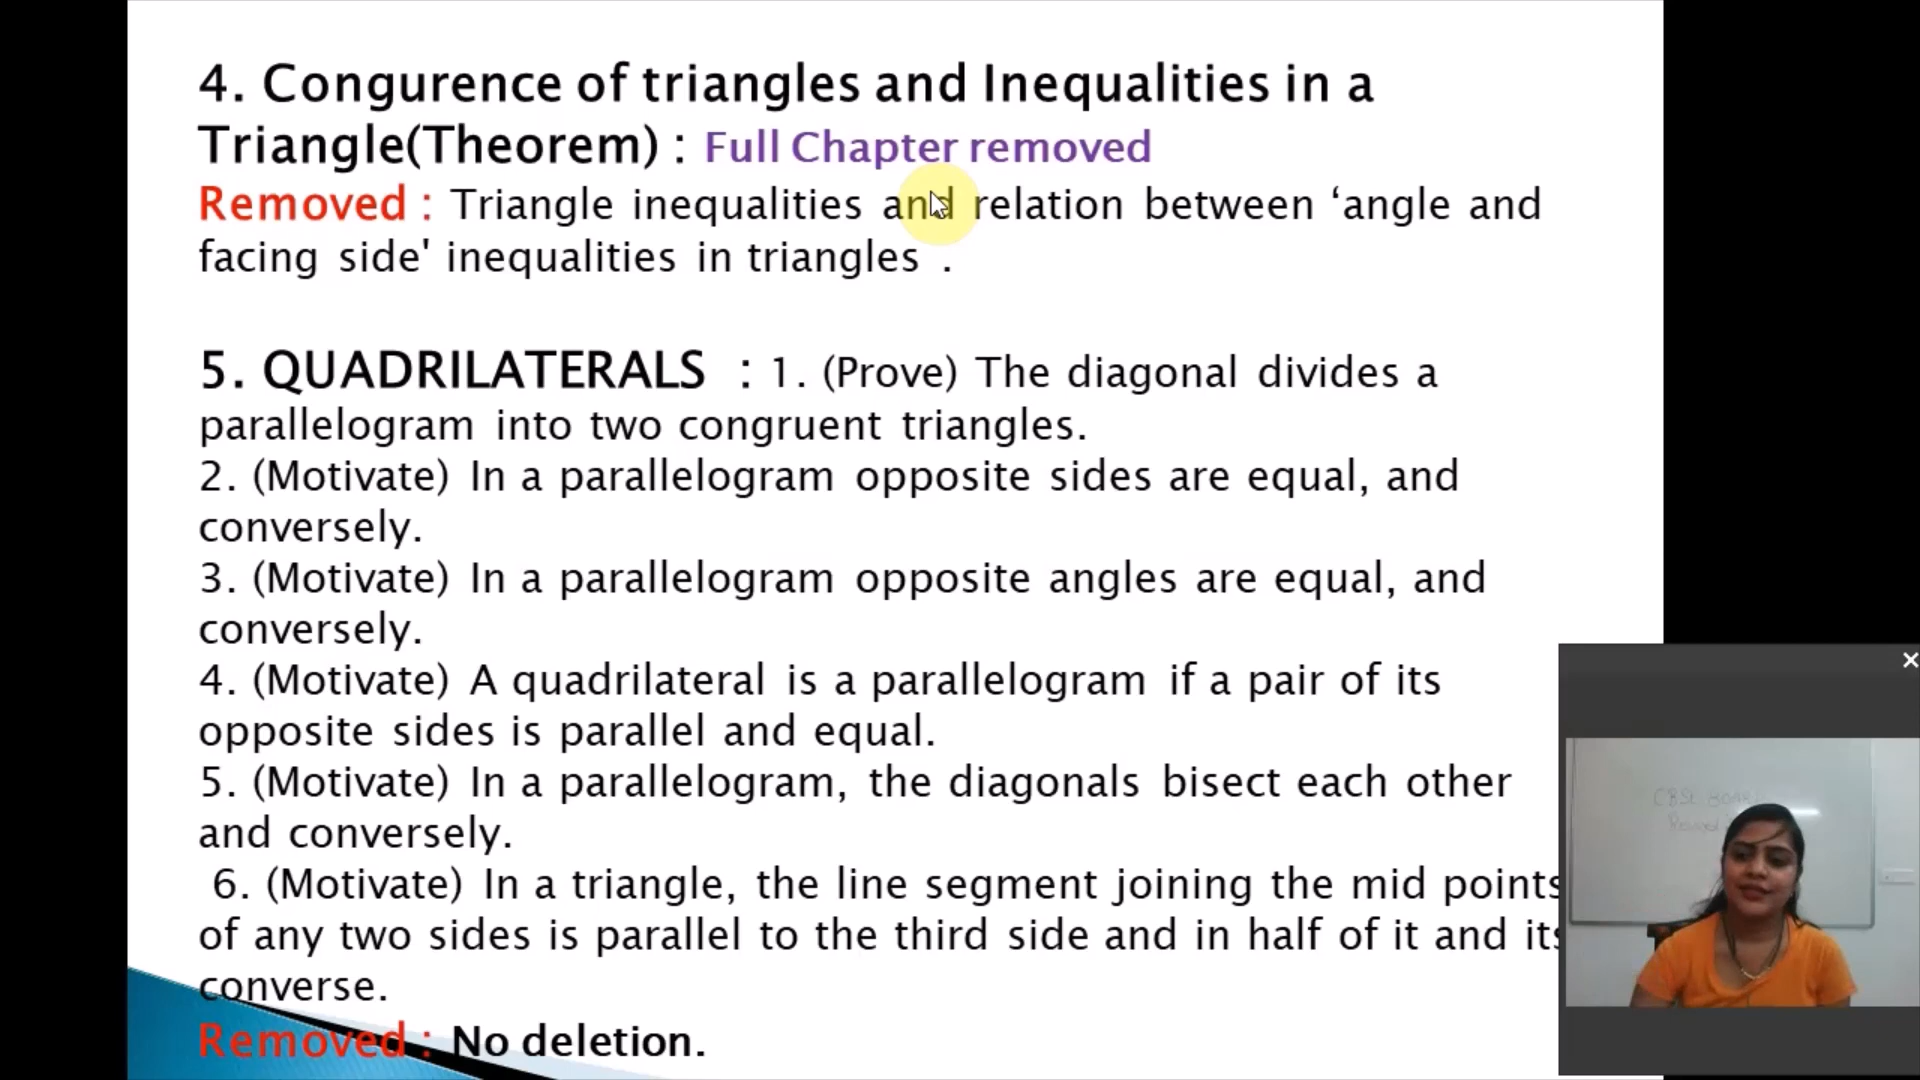 4. Congurence of triangles and Inequalities in a
Triangle(Theorem) : Full Chapter removed
Removed : Triangle inequalities and relation between ‘angle and
facing side' inequalities in triangles .
5. QUADRILATERALS : 1. (Prove) The diagonal divides a
parallelogram into two congruent triangles.
2. (Motivate) In a parallelogram opposite sides are equal, and
conversely.
3. (Motivate) In a parallelogram opposite angles are equal, and
conversely.
4. (Motivate) A quadrilateral is a parallelogram if a pair of its
opposite sides is parallel and equal.
5. (Motivate) In a parallelogram, the diagonals bisect each other
and conversely.
6. (Motivate) In a triangle, the line segment joining the mid points
of any two sides is parallel to the third side and in half of it and its
converse.
Removed : No deletion.
CBSE